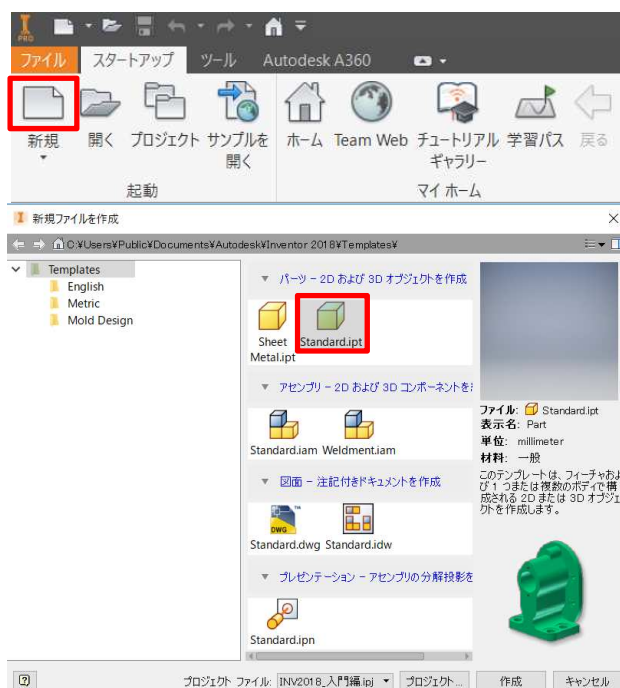 PRO
ファイル スタートアップ ツール Autodesk A360
新規 開く プロジェクト サンプルを開く ホーム Team Web チュートリアル ギャラリー 学習パス 戻る
起動 マイ ホーム
新規ファイルを作成
C:¥Users¥Public¥Documents¥Autodesk¥Inventor 2018¥Templates¥
Templates
English
Metric
Mold Design
パーツ − 2D および 3D オブジェクトを作成
Sheet Metal.ipt Standard.ipt
アセンブリ − 2D および 3D コンポーネントを
Standard.iam Weldment.iam
図面 − 注記付きドキュメントを作成
DWG
Standard.dwg Standard.idw
プレゼンテーション − アセンブリの分解投影を
Standard.ipn
ファイル: Standard.ipt
表示名: Part
単位: millimeter
材料: 一般
このテンプレートは、フィーチャおよ
び 1 つまたは複数のボディで構
成される 2D または 3D オブジェ
クトを作成します。
プロジェクト ファイル: INV2018_入門編.ipj プロジェクト... 作成 キャンセル